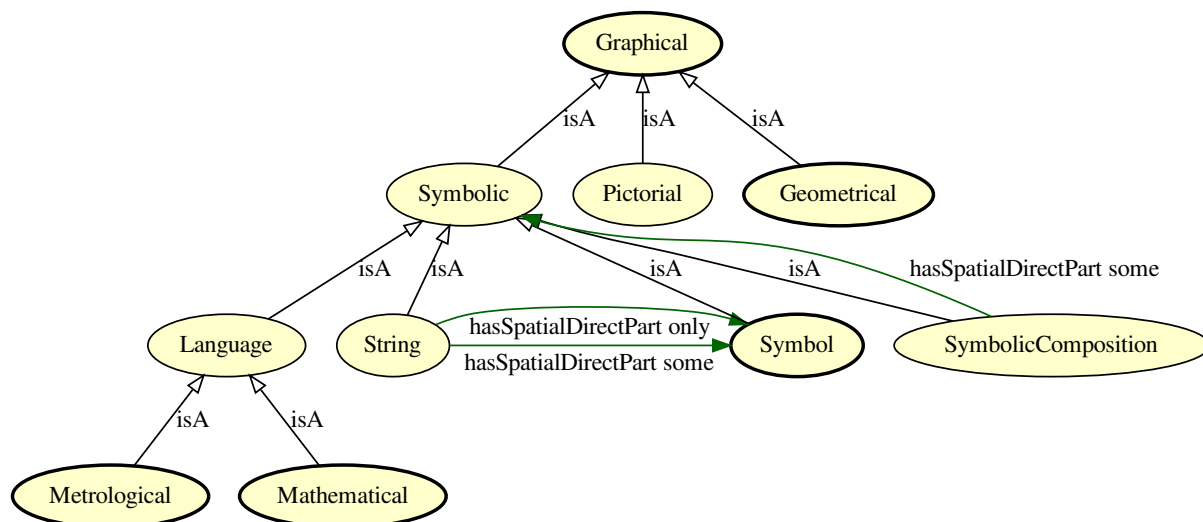 Graphical
isA
isA
isA
Symbolic
Pictorial
Geometrical
isA
isA
isA
isA
hasSpatialDirectPart some
Language
String
hasSpatialDirectPart only
hasSpatialDirectPart some
Symbol
SymbolicComposition
isA
isA
Metrological
Mathematical